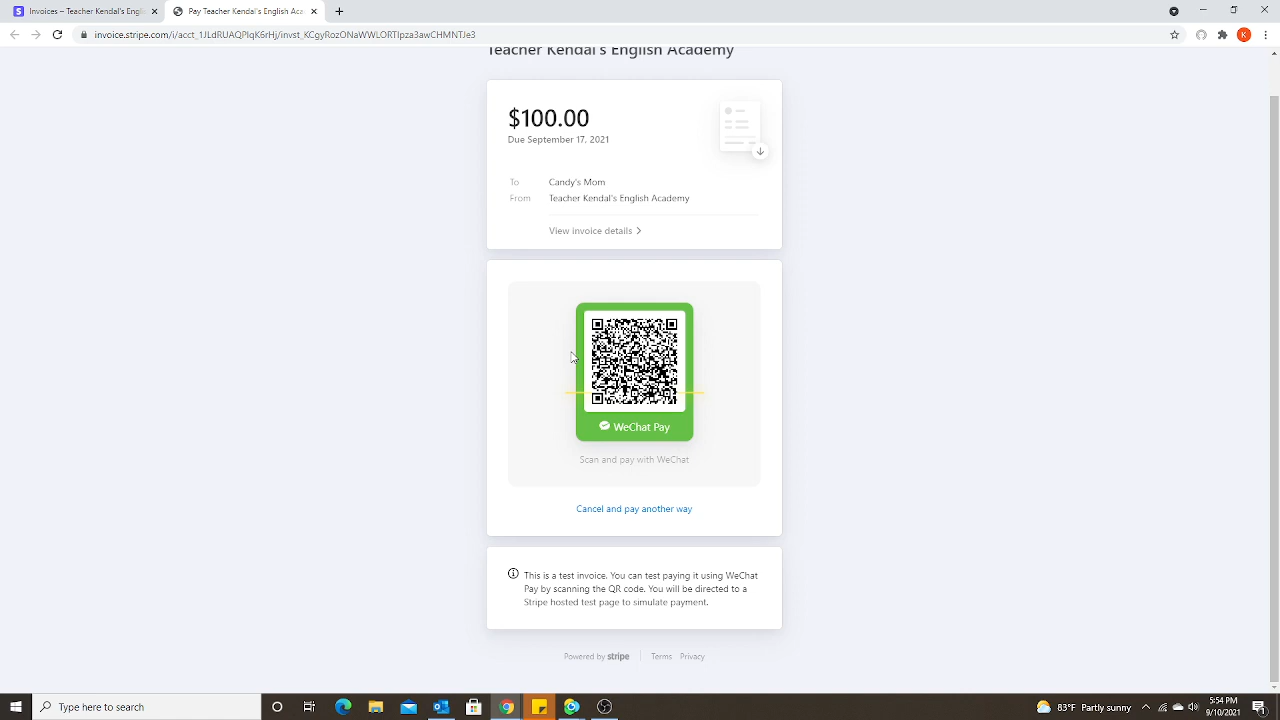 Invoices – Teacher Kendal's English
Pay Teacher Kendal's English Aca
invoice.stripe.com/i/acct_1JLdRUAQPIqK6rHj/invst_KCgyRozONaWWLORTIpza3awCHMNTJe3
K
Teacher Kendal's English Academy
$100.00
Due September 17, 2021
To Candy's Mom
From Teacher Kendal's English Academy
View invoice details
WeChat Pay
Scan and pay with WeChat
Cancel and pay another way
This is a test invoice. You can test paying it using WeChat
Pay by scanning the QR code. You will be directed to a
Stripe hosted test page to simulate payment.
Powered by stripe Terms Privacy
Type here to search
83°F Partly sunny
5:54 PM
9/10/2021